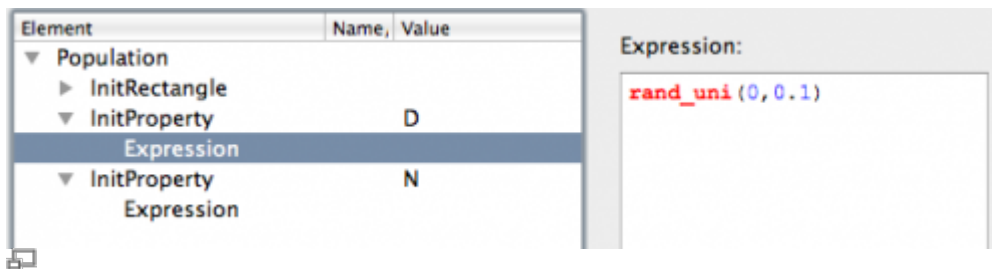 Element Name, Value
Population
InitRectangle
InitProperty D
Expression
InitProperty N
Expression
Expression:
rand_uni(0,0.1)